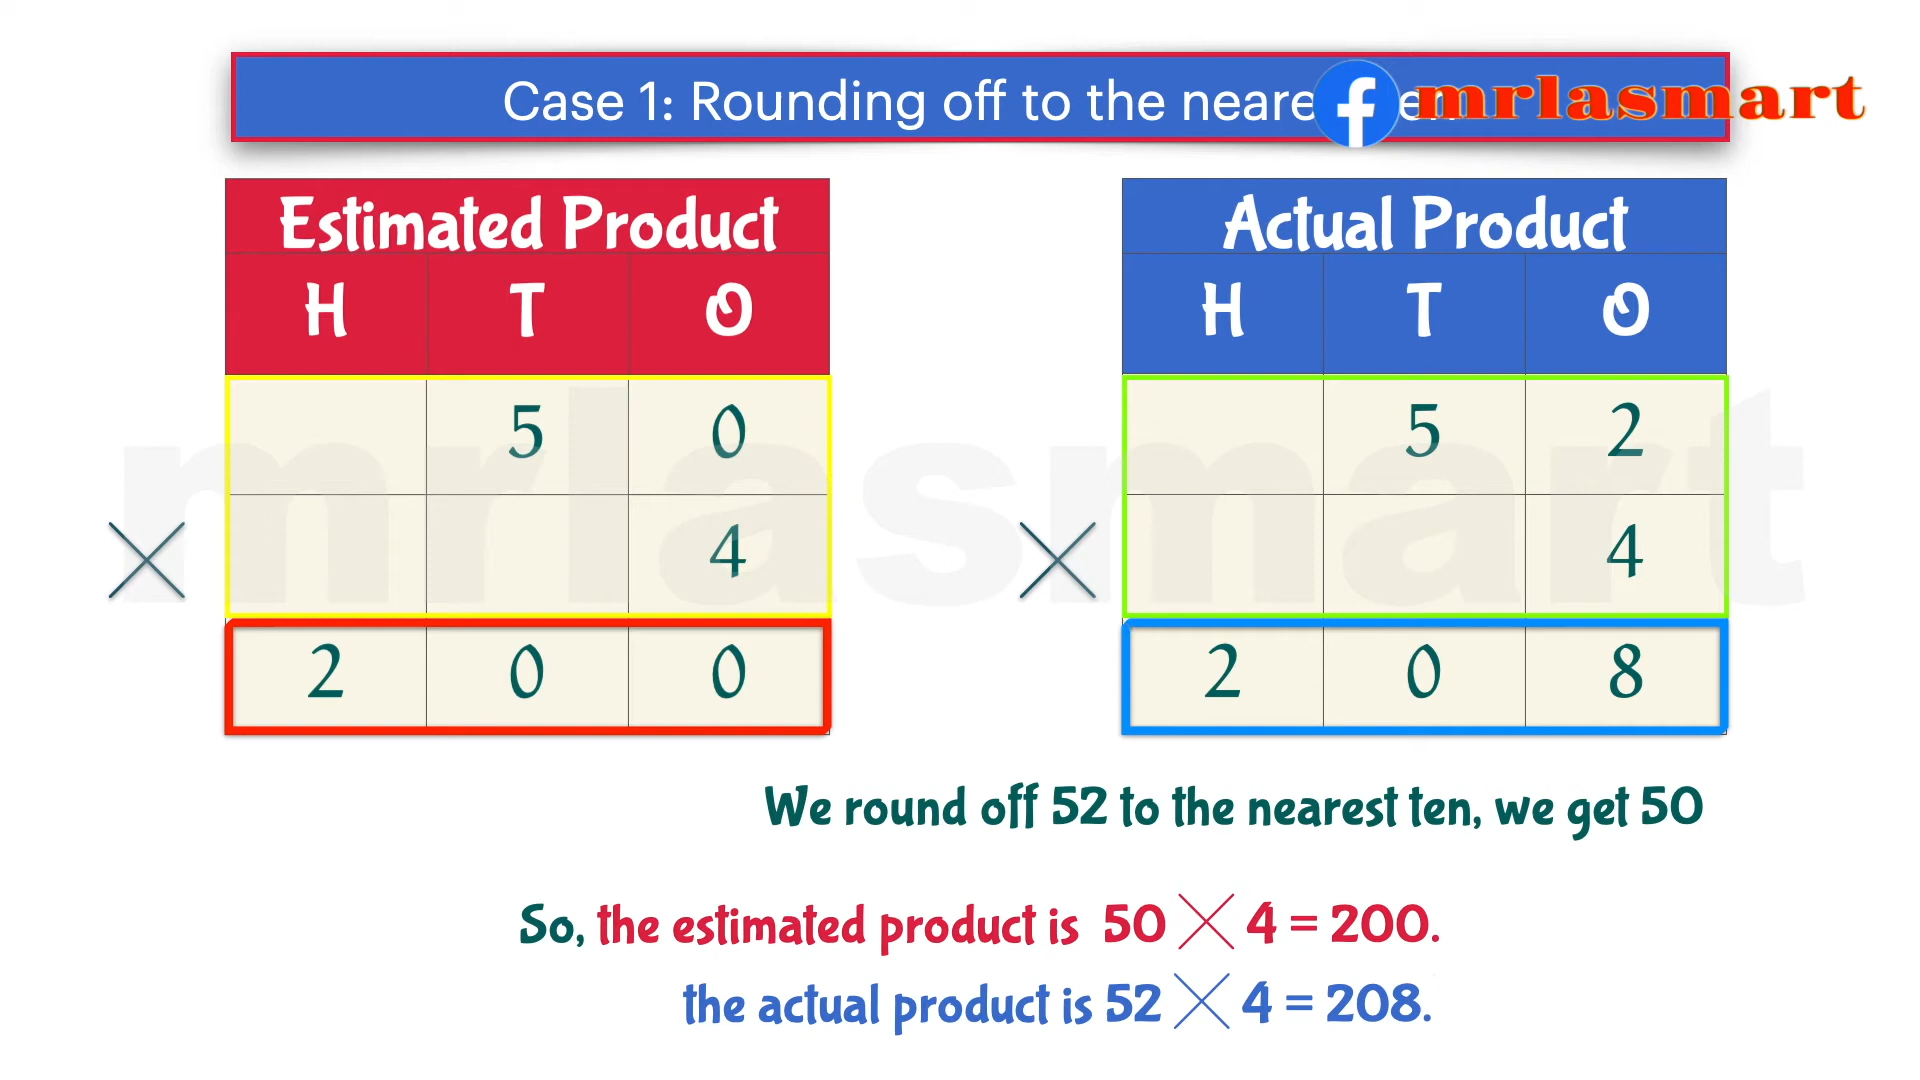 Case 1: Rounding off to the neare
mrlasmart
Estimated Product
H T O
5 0
× 4
2 0 0
Actual Product
H T O
5 2
× 4
2 0 8
mrlasmart
We round off 52 to the nearest ten, we get 50
So, the estimated product is 50 × 4 = 200.
the actual product is 52 × 4 = 208.